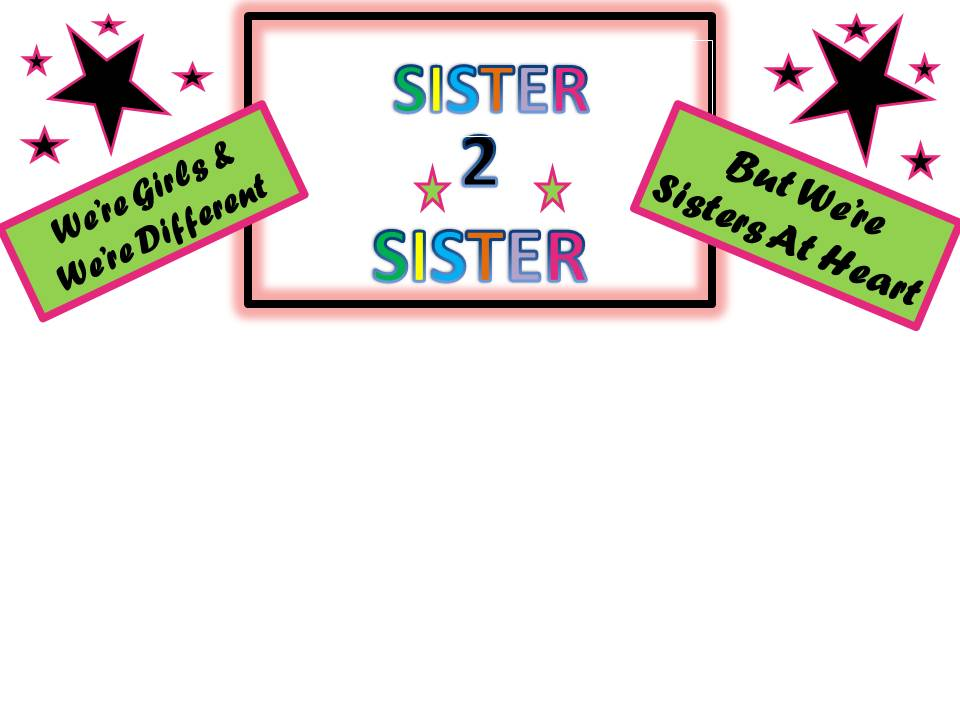 SISTER
2
SISTER
We're Girls &
We're Different
But We're
Sisters At Heart